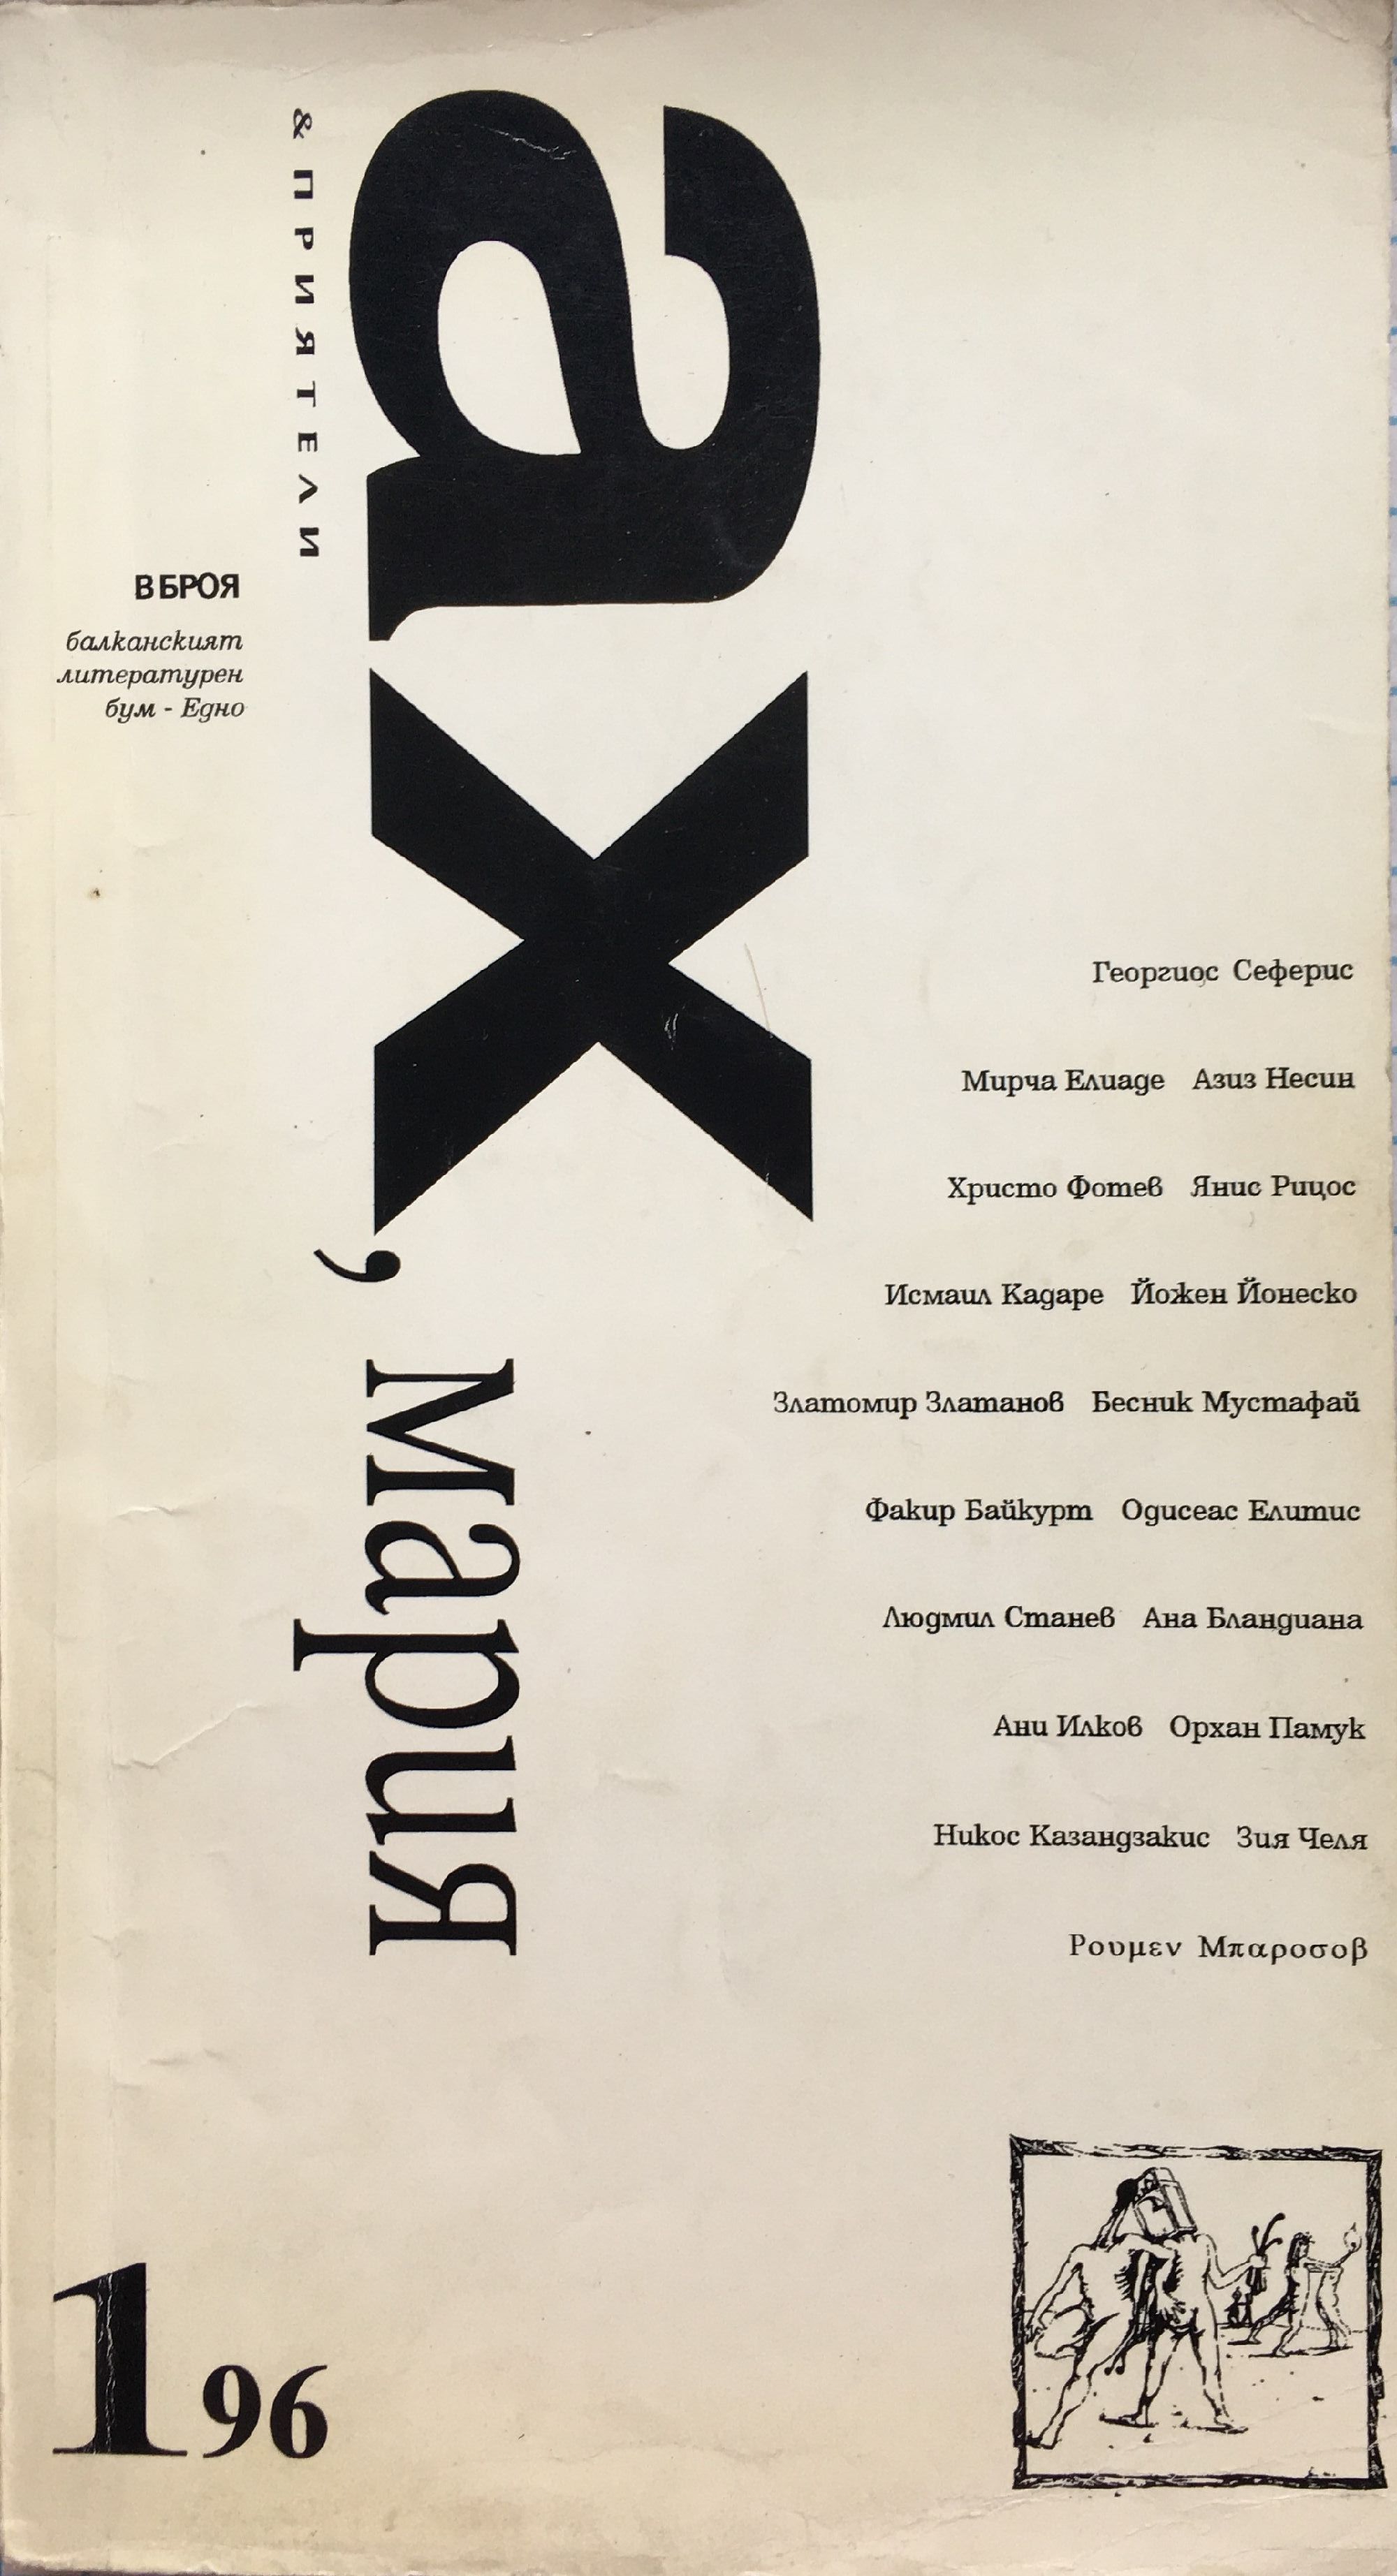 & ПРИЯТЕЛИ
ах, Мария
В БРОЯ
балканският
литературен
бум - Едно
Георгиос Сеферис
Мирча Елиаде Азиз Несин
Христо Фотев Янис Рицос
Исмаил Кадаре Йожен Йонеско
Златомир Златанов Бесник Мустафай
Факир Байкурт Одисеас Елитис
Людмил Станев Ана Бландиана
Ани Илков Орхан Памук
Никос Казандзакис Зия Челя
Ρουμεν Μπαροσοβ
1 96